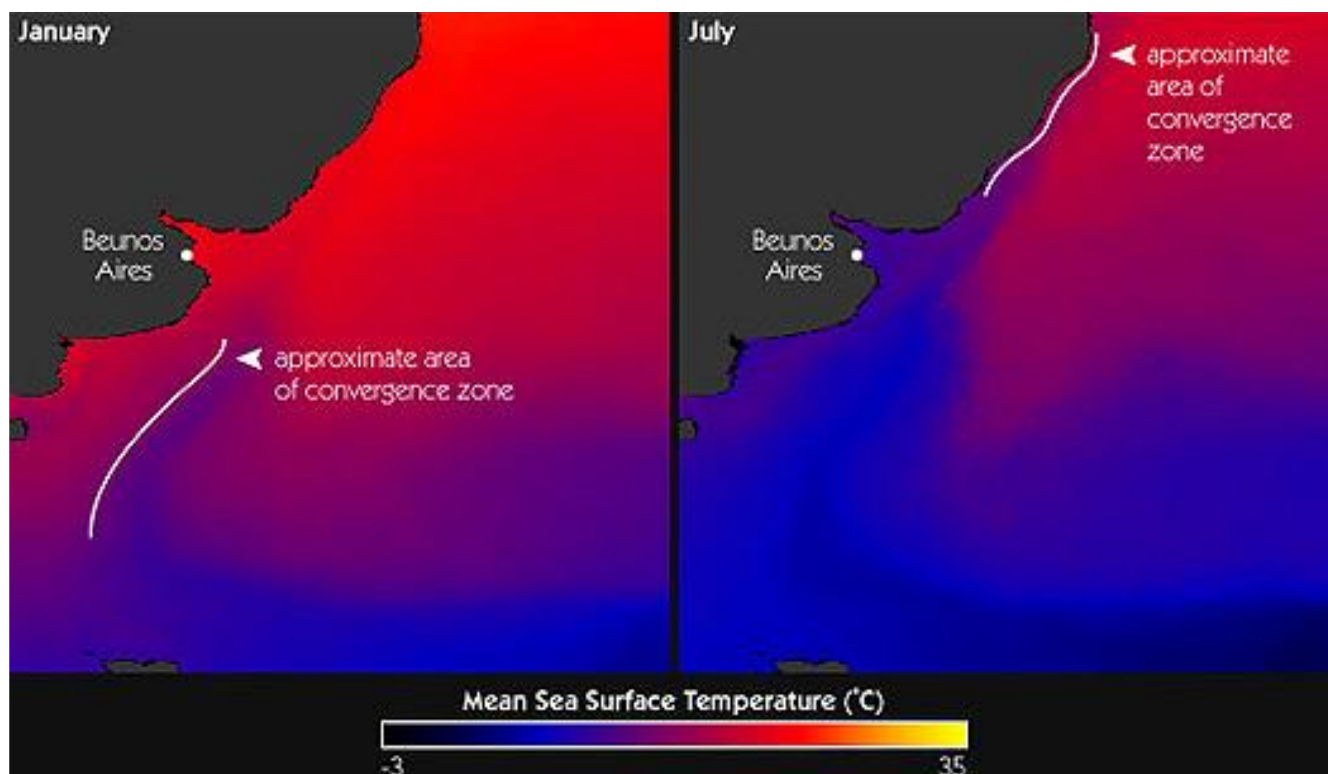 January
Beunos
Aires
approximate area
of convergence zone
July
approximate
area of
convergence
zone
Beunos
Aires
Mean Sea Surface Temperature (°C)
-3 35